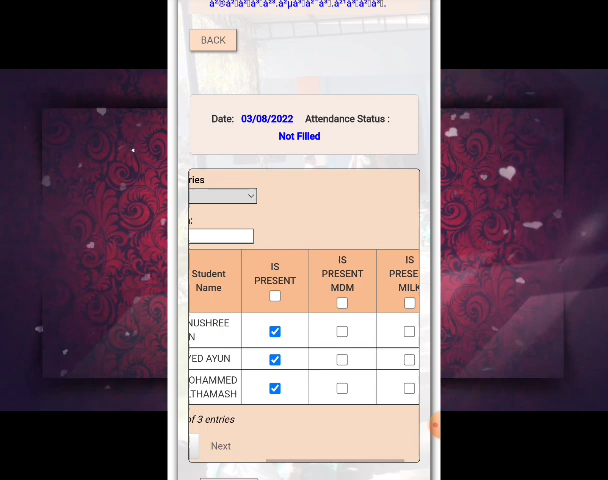 BACK
Date: 03/08/2022 Attendance Status :
Not Filled
ries
Student Name
IS PRESENT
IS PRESENT MDM
IS PRESE MILK
NUSHREE
N
YED AYUN
OHAMMED
LTHAMASH
of 3 entries
Next